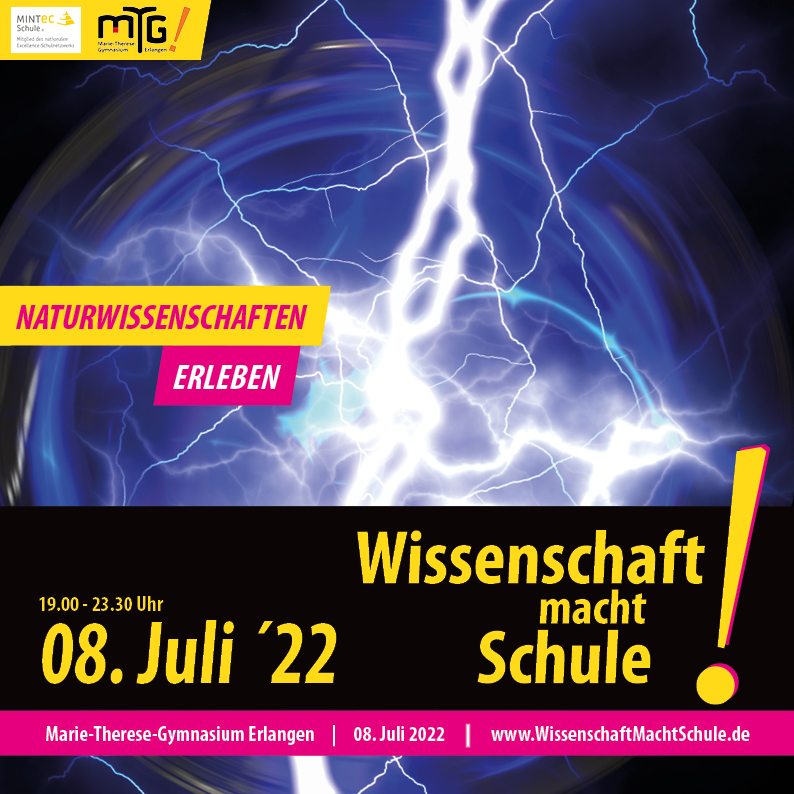 MINTec
Schule
Mitglied des nationalen
Excellence-Schulnetzwerks
mTG!
Marie-Therese-
Gymnasium Erlangen
NATURWISSENSCHAFTEN
ERLEBEN
Wissenschaft
macht
Schule!
19.00 - 23.30 Uhr
08. Juli ´22
Marie-Therese-Gymnasium Erlangen | 08. Juli 2022 | www.WissenschaftMachtSchule.de